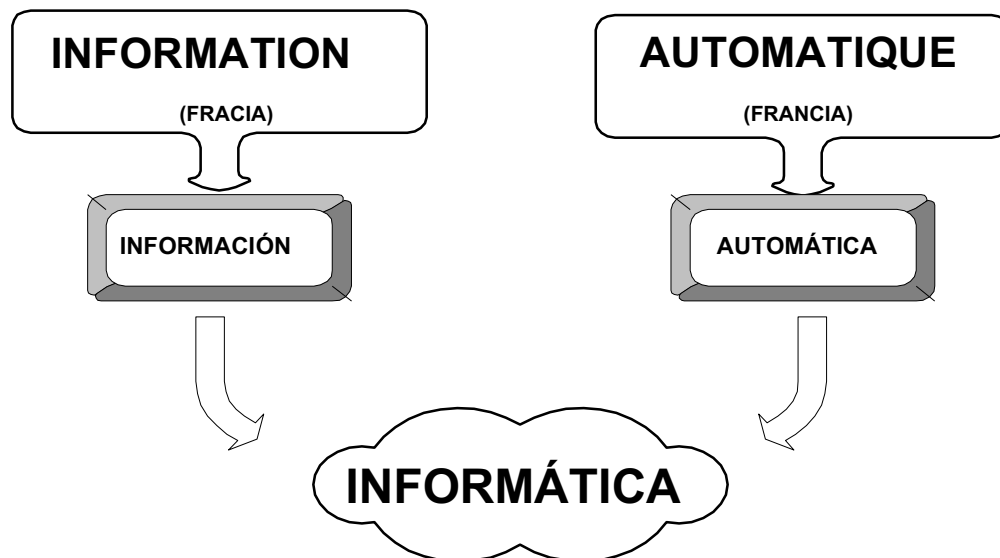 INFORMATION
(FRACIA)
AUTOMATIQUE
(FRANCIA)
INFORMACIÓN
AUTOMÁTICA
INFORMÁTICA